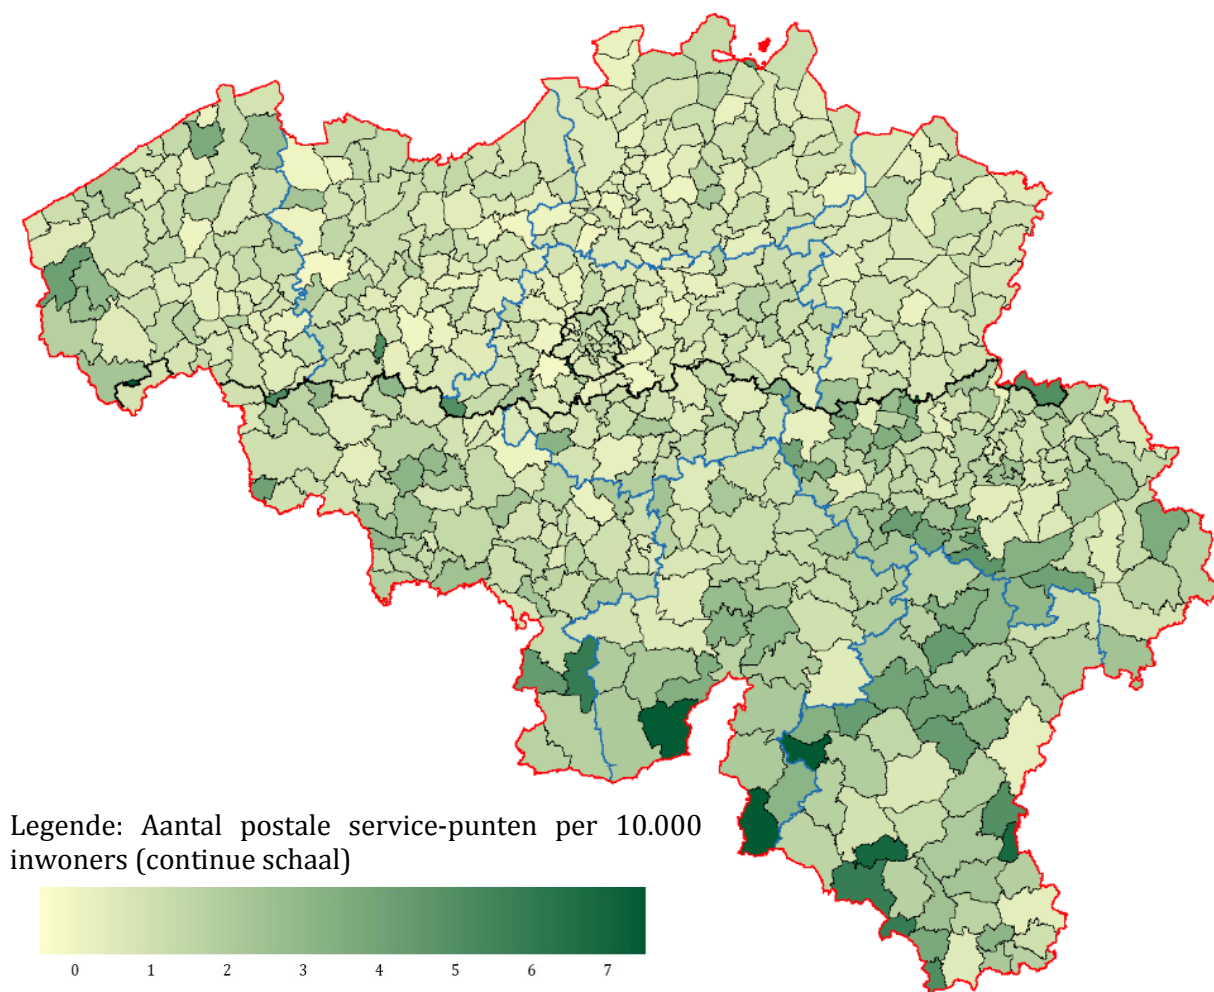 Legende: Aantal postale service-punten per 10.000
inwoners (continue schaal)
0 1 2 3 4 5 6 7